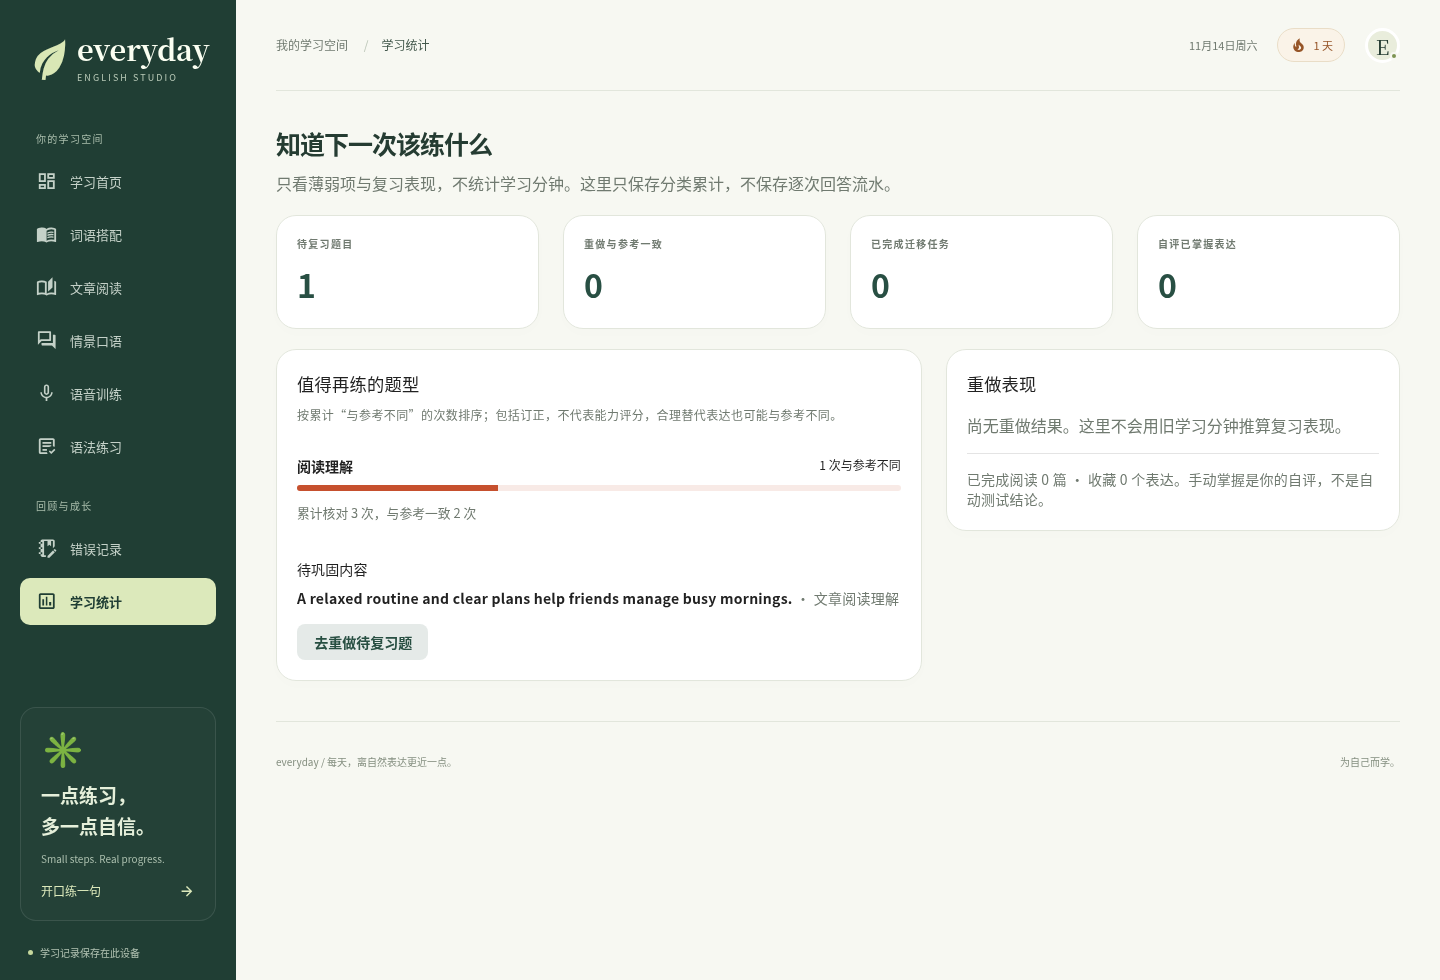 everyday
ENGLISH STUDIO
你的学习空间
学习首页
词语搭配
文章阅读
情景口语
语音训练
语法练习
回顾与成长
错误记录
学习统计
一点练习，
多一点自信。
Small steps. Real progress.
开口练一句
学习记录保存在此设备
我的学习空间 / 学习统计
11月14日周六
1 天
E
知道下一次该练什么
只看薄弱项与复习表现，不统计学习分钟。这里只保存分类累计，不保存逐次回答流水。
待复习题目
1
重做与参考一致
0
已完成迁移任务
0
自评已掌握表达
0
值得再练的题型
按累计“与参考不同”的次数排序；包括订正，不代表能力评分，合理替代表达也可能与参考不同。
阅读理解
1 次与参考不同
累计核对 3 次，与参考一致 2 次
待巩固内容
A relaxed routine and clear plans help friends manage busy mornings. · 文章阅读理解
去重做待复习题
重做表现
尚无重做结果。这里不会用旧学习分钟推算复习表现。
已完成阅读 0 篇 · 收藏 0 个表达。手动掌握是你的自评，不是自
动测试结论。
everyday / 每天，离自然表达更近一点。
为自己而学。